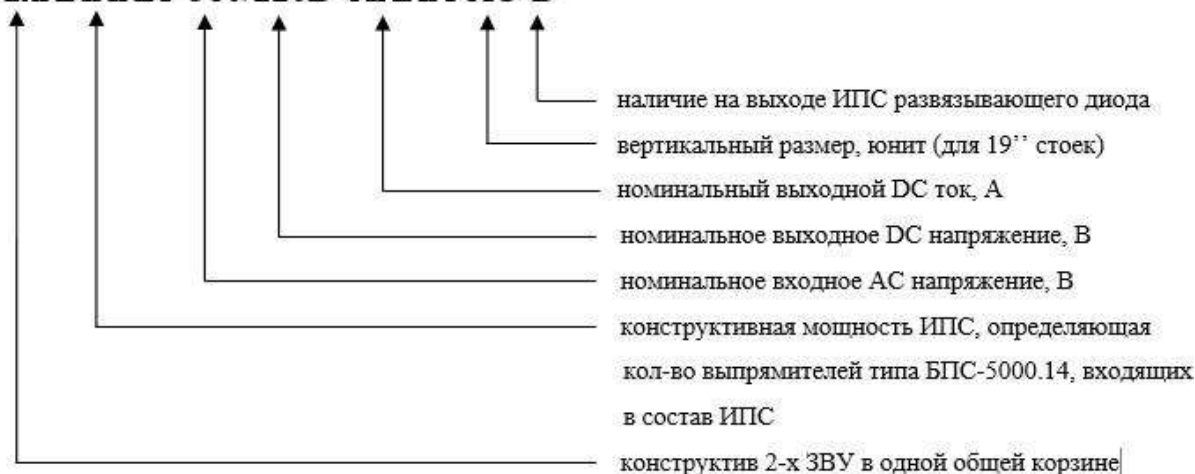 наличие на выходе ИПС развязывающего диода
вертикальный размер, юнит (для 19’’ стоек)
номинальный выходной DC ток, А
номинальное выходное DC напряжение, В
номинальное входное AC напряжение, В
конструктивная мощность ИПС, определяющая
кол-во выпрямителей типа БПС-5000.14, входящих
в состав ИПС
конструктив 2-х ЗВУ в одной общей корзине